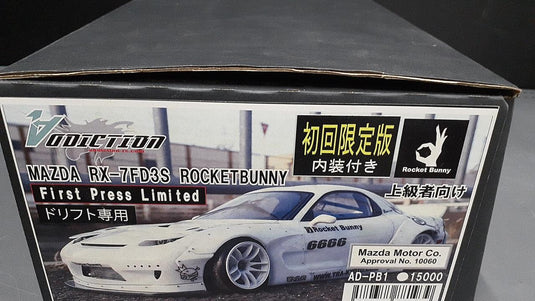 ADDICTION
初回限定版
内装付き
Rocket Bunny
MAZDA RX-7FD3S ROCKETBUNNY
First Press Limited
上級者向け
ドリフト専用
Rocket Bunny
6666
Mazda Motor Co.
Approval No. 10060
AD-PB1 ●15000